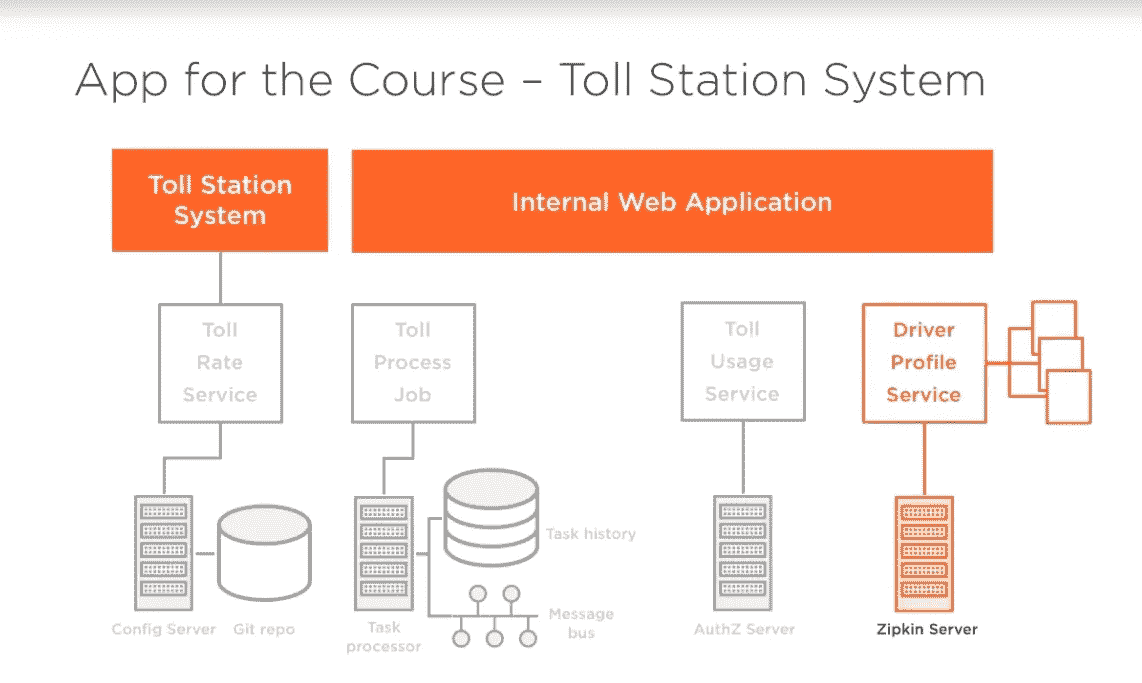 App for the Course – Toll Station System
Toll Station
System
Internal Web Application
Toll
Rate
Service
Toll
Process
Job
Toll
Usage
Service
Driver
Profile
Service
Task history
Message
bus
Config Server
Git repo
Task
processor
AuthZ Server
Zipkin Server